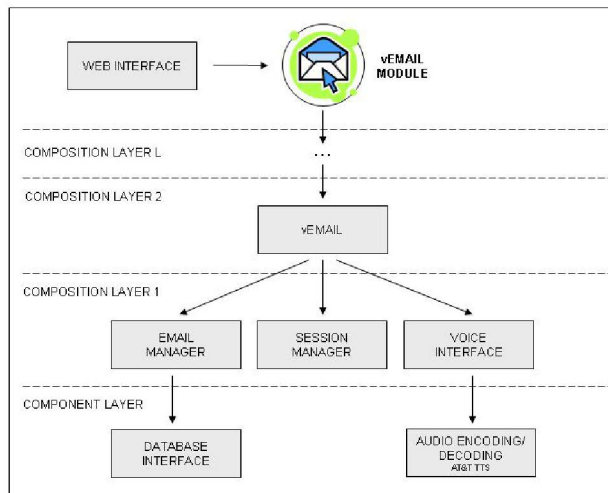 WEB INTERFACE
vEMAIL
MODULE
COMPOSITION LAYER L
...
COMPOSITION LAYER 2
vEMAIL
COMPOSITION LAYER 1
EMAIL
MANAGER
SESSION
MANAGER
VOICE
INTERFACE
COMPONENT LAYER
DATABASE
INTERFACE
AUDIO ENCODING/
DECODING
AT&T TTS